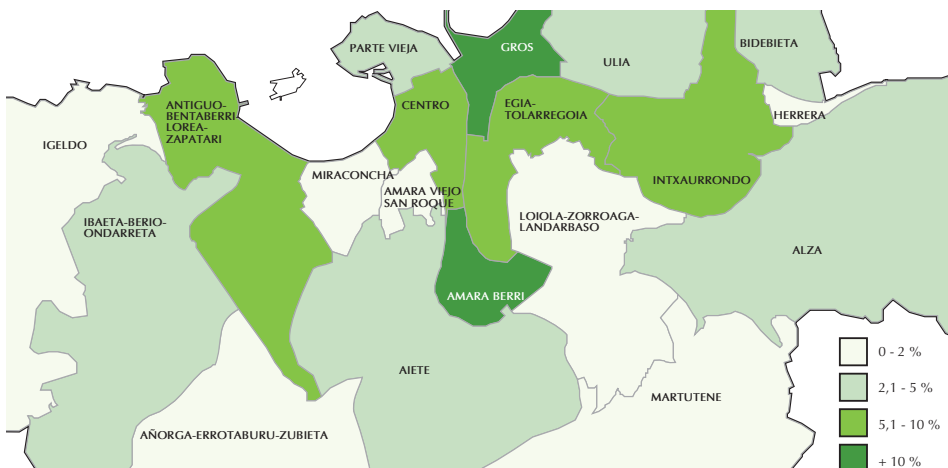 PARTE VIEJA
GROS
ULIA
BIDEBIETA
ANTIGUO-
BENTABERRI
LOREA-
ZAPATARI
CENTRO
EGIA-
TOLARREGOIA
HERRERA
IGELDO
MIRACONCHA
AMARA VIEJO
SAN ROQUE
INTXAURRONDO
IBAETA-BERIO-
ONDARRETA
LOIOLA-ZORROAGA-
LANDARBASO
ALZA
AMARA BERRI
AIETE
MARTUTENE
AÑORGA-ERROTABURU-ZUBIETA
0 - 2 %
2,1 - 5 %
5,1 - 10 %
+ 10 %